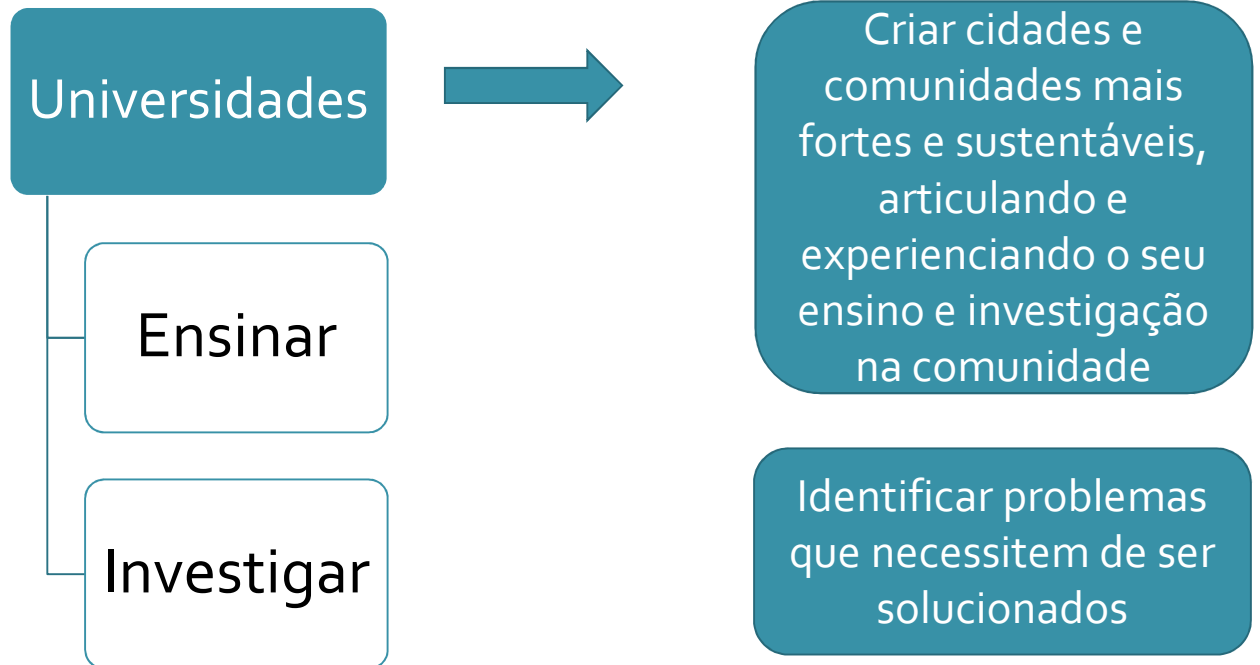 Universidades
Ensinar
Investigar
Criar cidades e
comunidades mais
fortes e sustentáveis,
articulando e
experienciando o seu
ensino e investigação
na comunidade
Identificar problemas
que necessitem de ser
solucionados